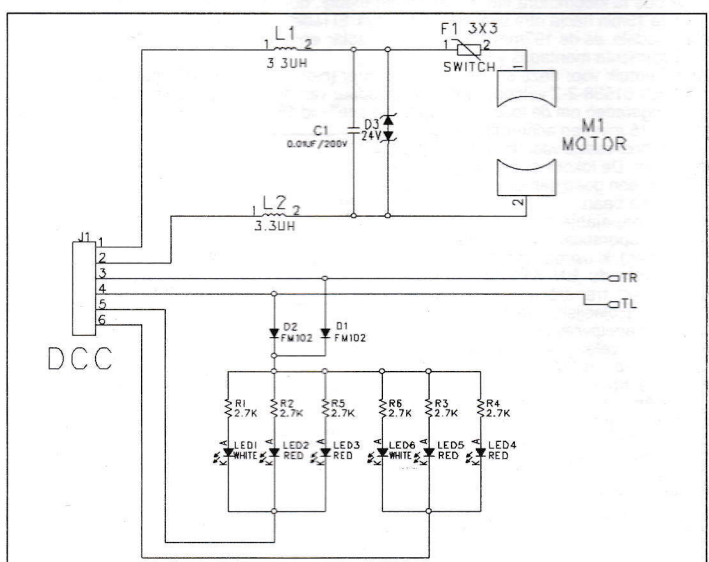 L1
1 2
3.3UH
F1 3X3
1 2
SWITCH
1
C1
0.01UF/200V
D3
24V
M1
MOTOR
2
L2
1 2
3.3UH
J1
1
2
3
4
5
6
DCC
TR
TL
D2
FM102
D1
FM102
R1
2.7K
R2
2.7K
R5
2.7K
R6
2.7K
R3
2.7K
R4
2.7K
A
LED1
WHITE
K
A
LED2
RED
K
A
LED3
RED
K
A
LED6
WHITE
K
A
LED5
RED
K
A
LED4
RED
K